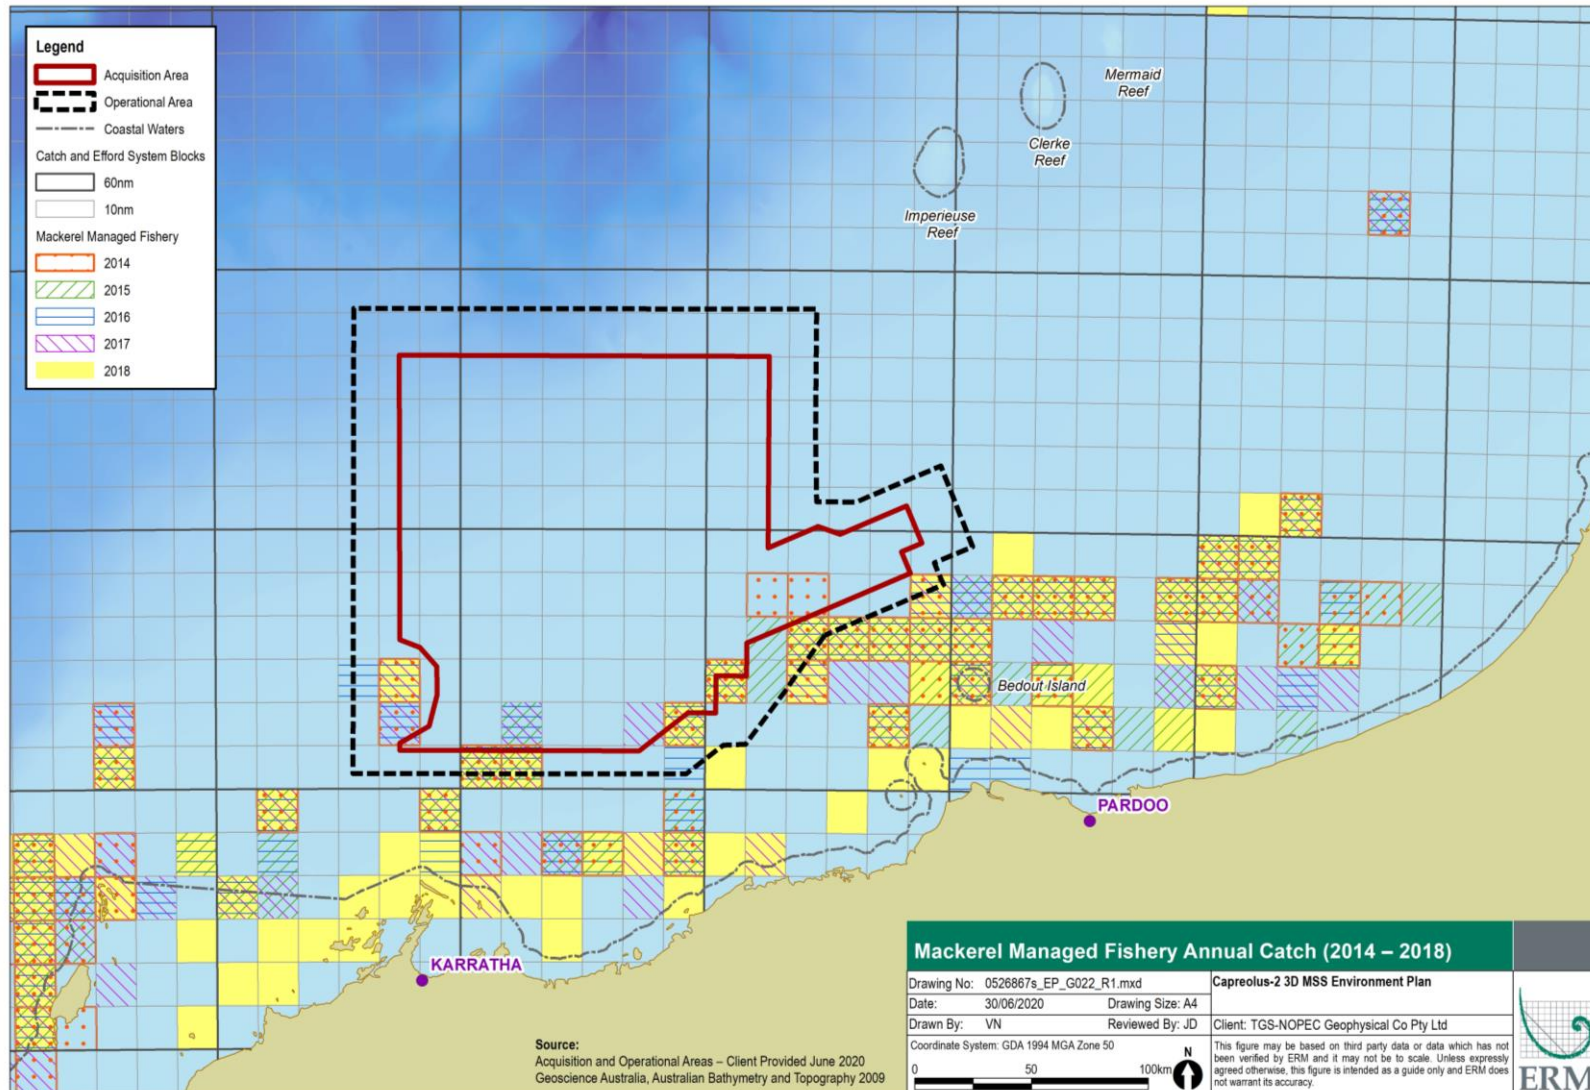 Legend
Acquisition Area
Operational Area
Coastal Waters
Catch and Efford System Blocks
60nm
10nm
Mackerel Managed Fishery
2014
2015
2016
2017
2018
Mermaid
Reef
Clerke
Reef
Imperieuse
Reef
Bedout Island
PARDOO
KARRATHA
Source:
Acquisition and Operational Areas – Client Provided June 2020
Geoscience Australia, Australian Bathymetry and Topography 2009
Mackerel Managed Fishery Annual Catch (2014 – 2018)
Drawing No: 0526867s_EP_G022_R1.mxd
Capreolus-2 3D MSS Environment Plan
Date: 30/06/2020 Drawing Size: A4
Drawn By: VN Reviewed By: JD
Client: TGS-NOPEC Geophysical Co Pty Ltd
Coordinate System: GDA 1994 MGA Zone 50
0 50 100km
N
This figure may be based on third party data or data which has not
been verified by ERM and it may not be to scale. Unless expressly
agreed otherwise, this figure is intended as a guide only and ERM does
not warrant its accuracy.
ERM